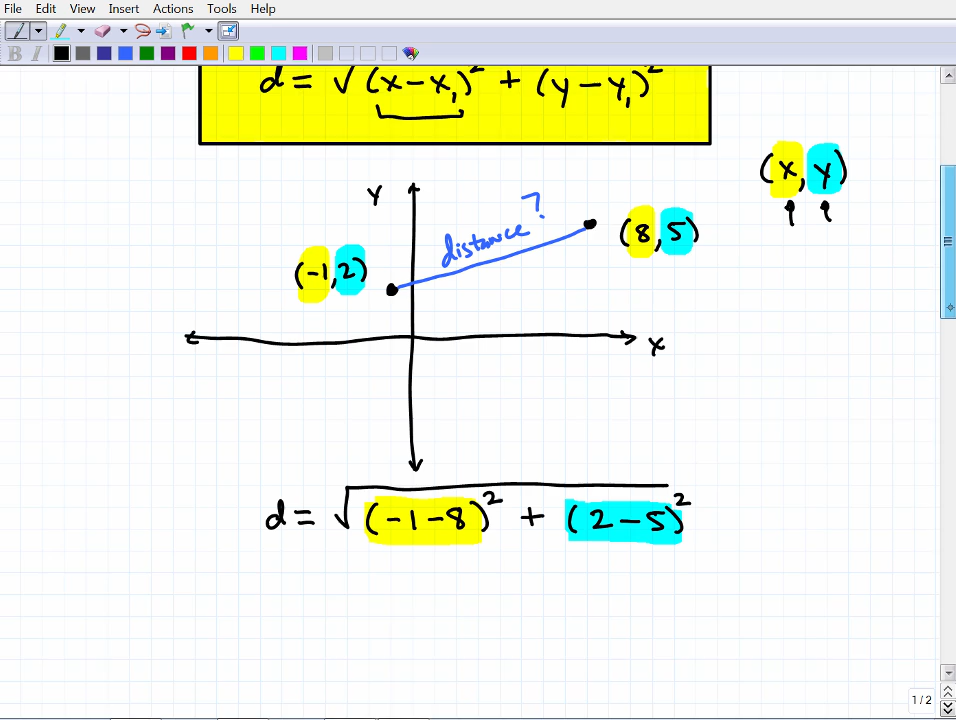 File Edit View Insert Actions Tools Help
B I
d = √(x-x₁)² + (y-y₁)²
(x,y)
Y
distance?
(8,5)
(-1,2)
x
d = √(-1-8)² + (2-5)²
1/2